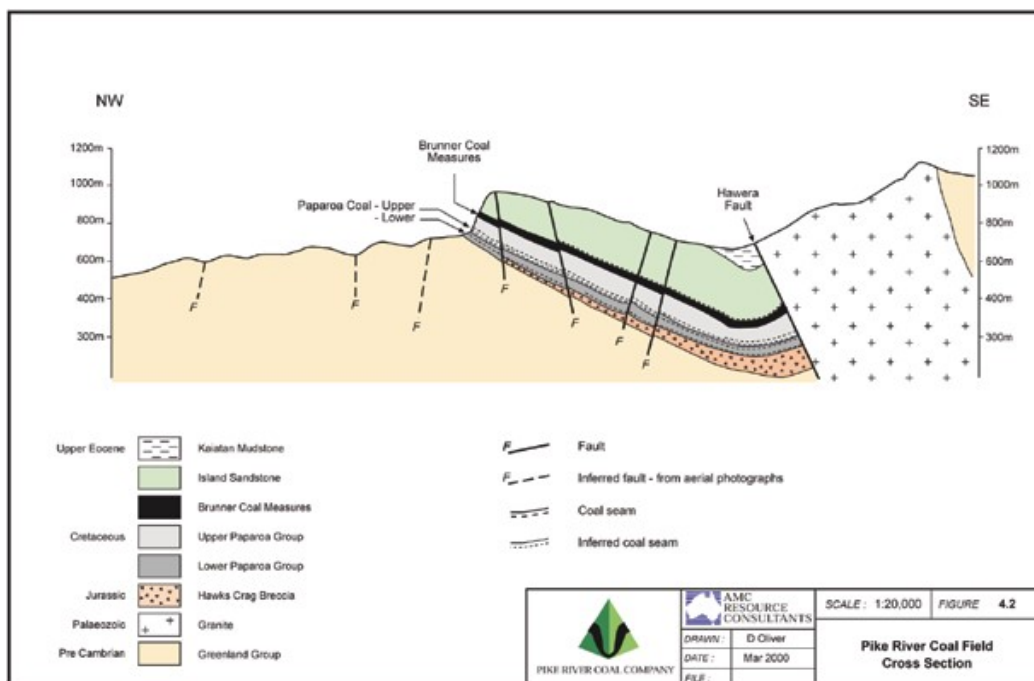 NW
SE
1200m
1000m
800m
600m
400m
300m
Brunner Coal
Measures
Paparoa Coal - Upper
- Lower
Hawera
Fault
1200m
1000m
800m
600m
400m
300m
F
F
F
F
F
F
F
Upper Eocene
Kaiatan Mudstone
Island Sandstone
Brunner Coal Measures
Cretaceous
Upper Paparoa Group
Lower Paparoa Group
Jurassic
Hawks Crag Breccia
Palaeozoic
Granite
Pre Cambrian
Greenland Group
F
Fault
F
Inferred fault - from aerial photographs
Coal seam
Inferred coal seam
PIKE RIVER COAL COMPANY
AMC
RESOURCE
CONSULTANTS
DRAWN : D Oliver
DATE : Mar 2000
FILE :
SCALE : 1:20,000
FIGURE 4.2
Pike River Coal Field
Cross Section